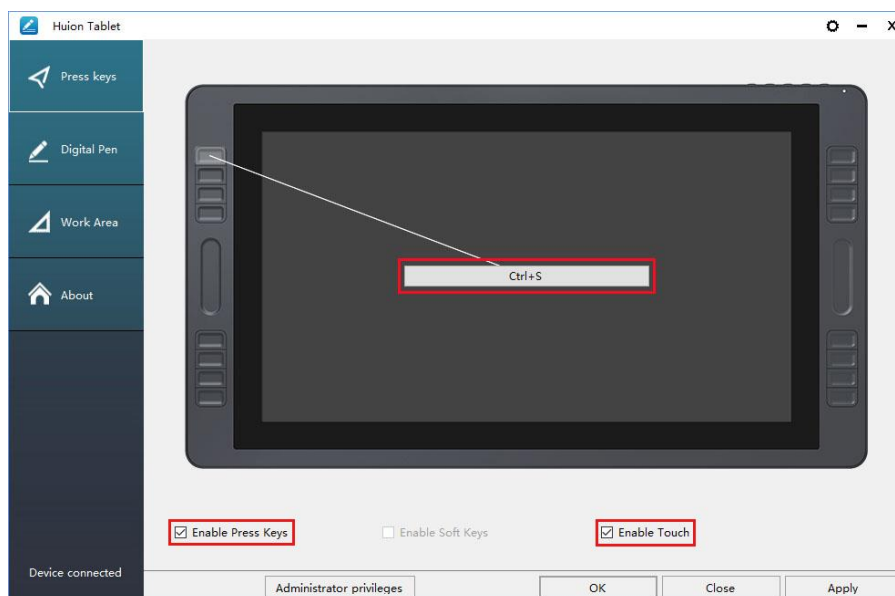 Huion Tablet
Press keys
Digital Pen
Work Area
About
Ctrl+S
Enable Press Keys
Enable Soft Keys
Enable Touch
Device connected
Administrator privileges
OK
Close
Apply